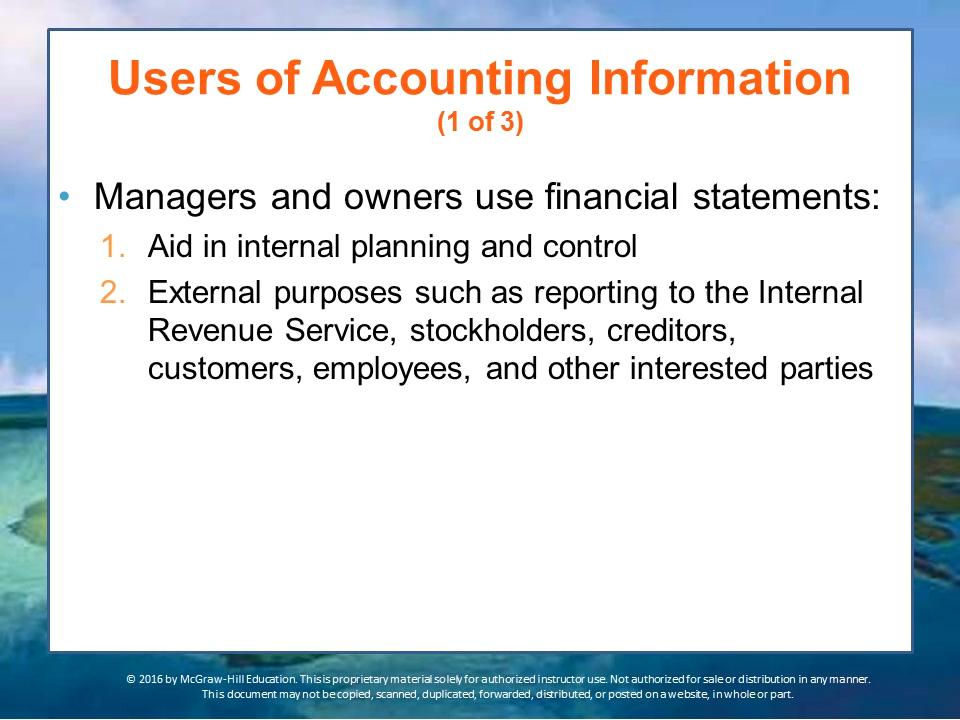 Users of Accounting Information
(1 of 3)
• Managers and owners use financial statements:
1. Aid in internal planning and control
2. External purposes such as reporting to the Internal
Revenue Service, stockholders, creditors,
customers, employees, and other interested parties
© 2016 by McGraw-Hill Education. This is proprietary material solely for authorized instructor use. Not authorized for sale or distribution in any manner.
This document may not be copied, scanned, duplicated, forwarded, distributed, or posted on a website, in whole or part.